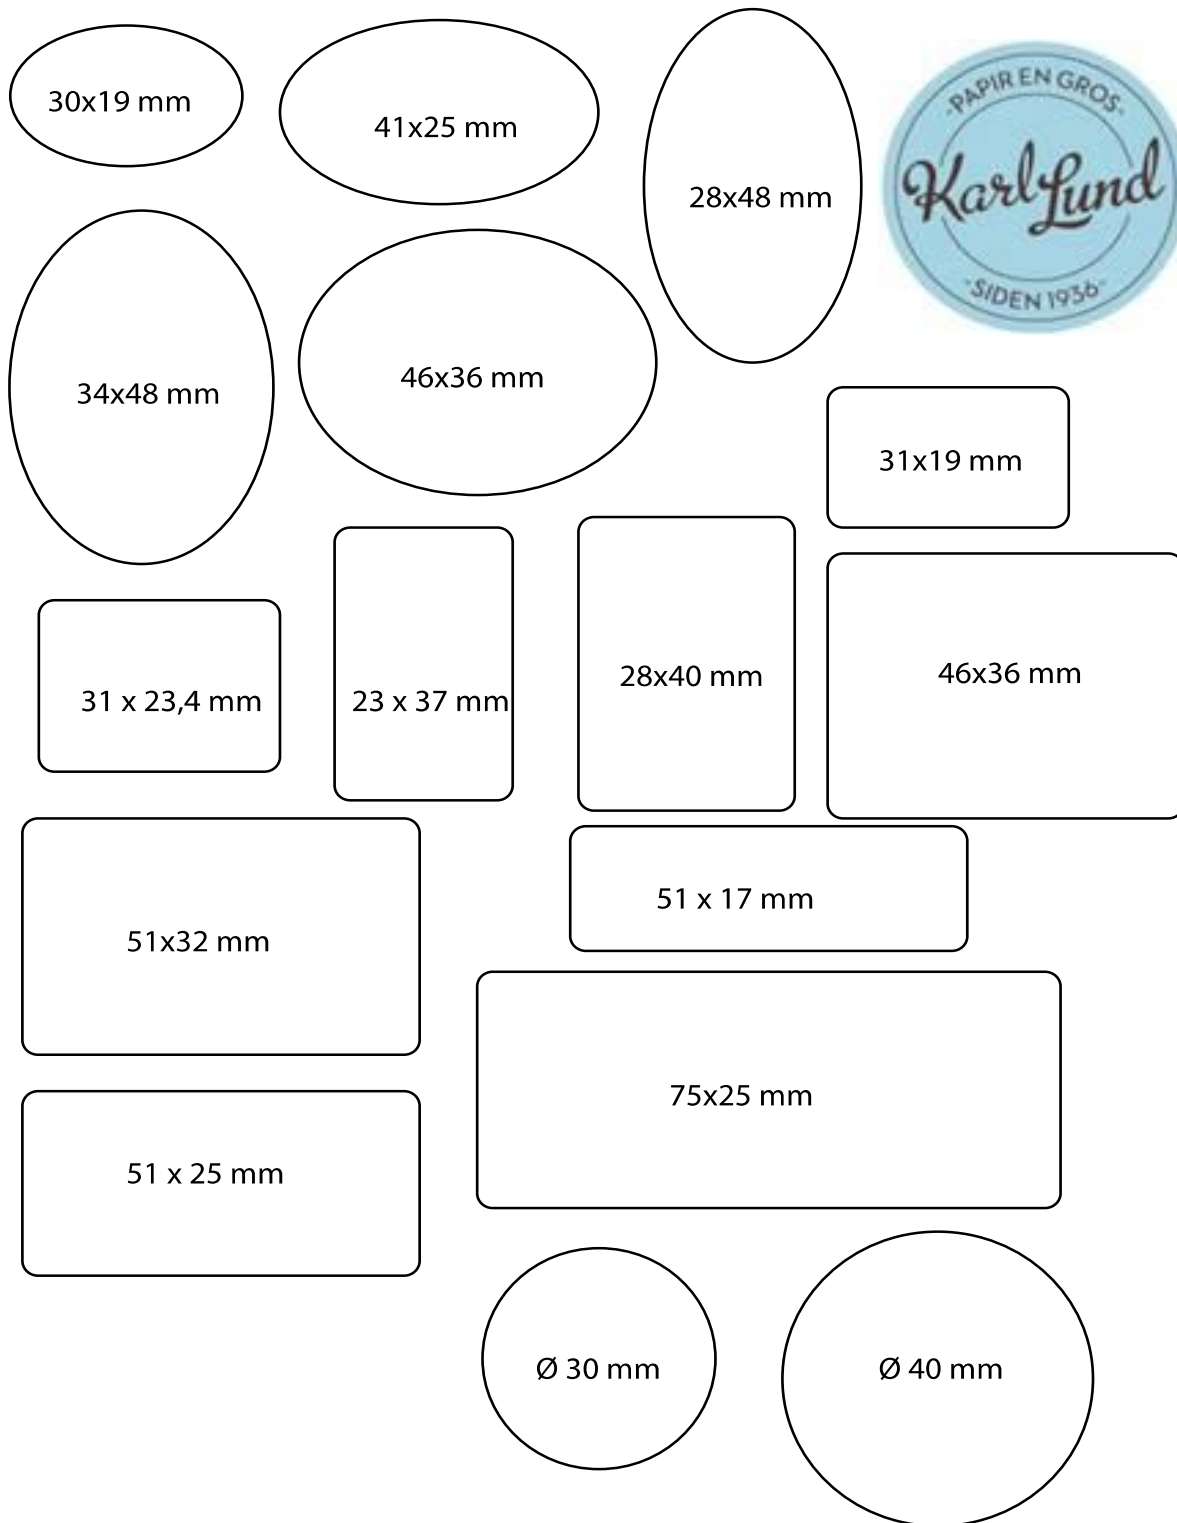 30x19 mm
41x25 mm
28x48 mm
-PAPIR EN GROS-
Karl Lund
-SIDEN 1936-
34x48 mm
46x36 mm
31x19 mm
31 x 23,4 mm
23 x 37 mm
28x40 mm
46x36 mm
51x32 mm
51 x 17 mm
75x25 mm
51 x 25 mm
Ø 30 mm
Ø 40 mm